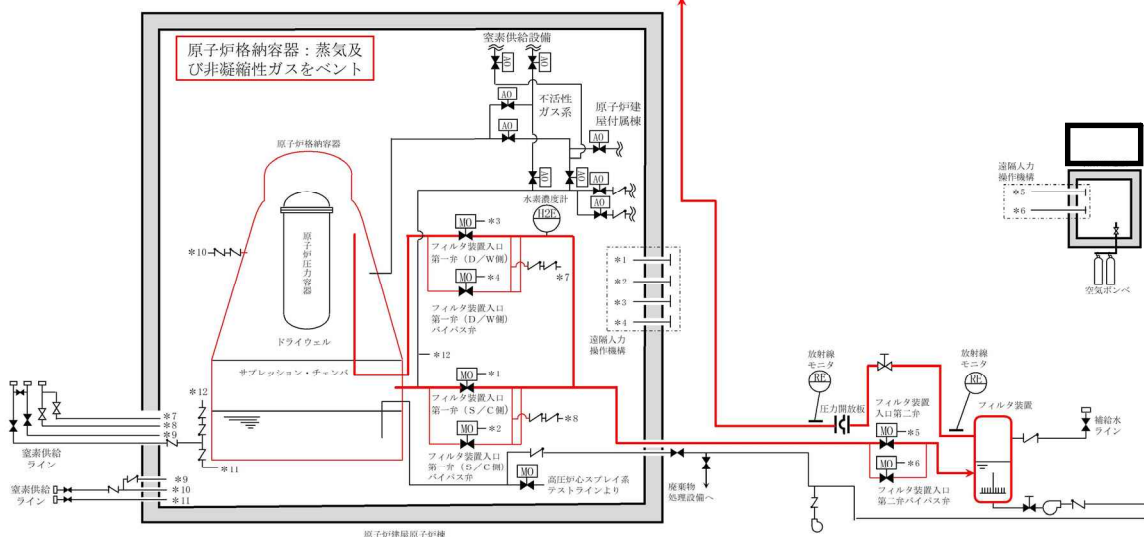 原子炉格納容器：蒸気及
び非凝縮性ガスをベント
窒素供給設備
AO
AO
AO
不活性
ガス系
AO
原子炉建
屋付属棟
AO
AO
AO
AO
AO
水素濃度計
H2E
原子炉格納容器
原子炉圧力容器
ドライウェル
サプレッション・チェンバ
＊10
MO
＊3
フィルタ装置入口
第一弁（D／W側）
MO
＊4
＊7
フィルタ装置入口
第一弁（D／W側）
バイパス弁
＊12
MO
＊1
フィルタ装置入口
第一弁（S／C側）
MO
＊2
＊8
フィルタ装置入口
第一弁（S／C側）
バイパス弁
MO
高圧炉心スプレイ系
テストラインより
＊1
＊2
＊3
＊4
遠隔人力
操作機構
＊12
＊7
＊8
＊9
＊11
窒素供給
ライン
＊9
＊10
＊11
窒素供給
ライン
原子炉建屋原子炉棟
廃棄物
処理設備へ
放射線
モニタ
RE
圧力開放板
放射線
モニタ
RE
フィルタ装置
フィルタ装置
入口第二弁
MO
＊5
MO
＊6
フィルタ装置入口
第二弁バイパス弁
補給水
ライン
遠隔人力
操作機構
＊5
＊6
空気ボンベ